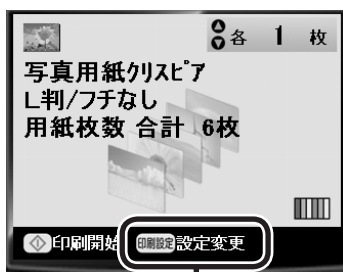 各 1 枚
写真用紙クリスピア
L判/フチなし
用紙枚数 合計 6枚
印刷開始 印刷設定 設定変更